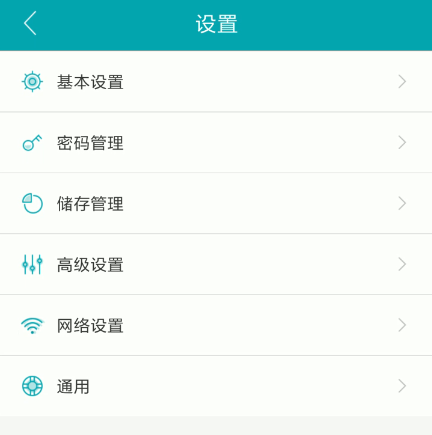 设置
基本设置
密码管理
储存管理
高级设置
网络设置
通用